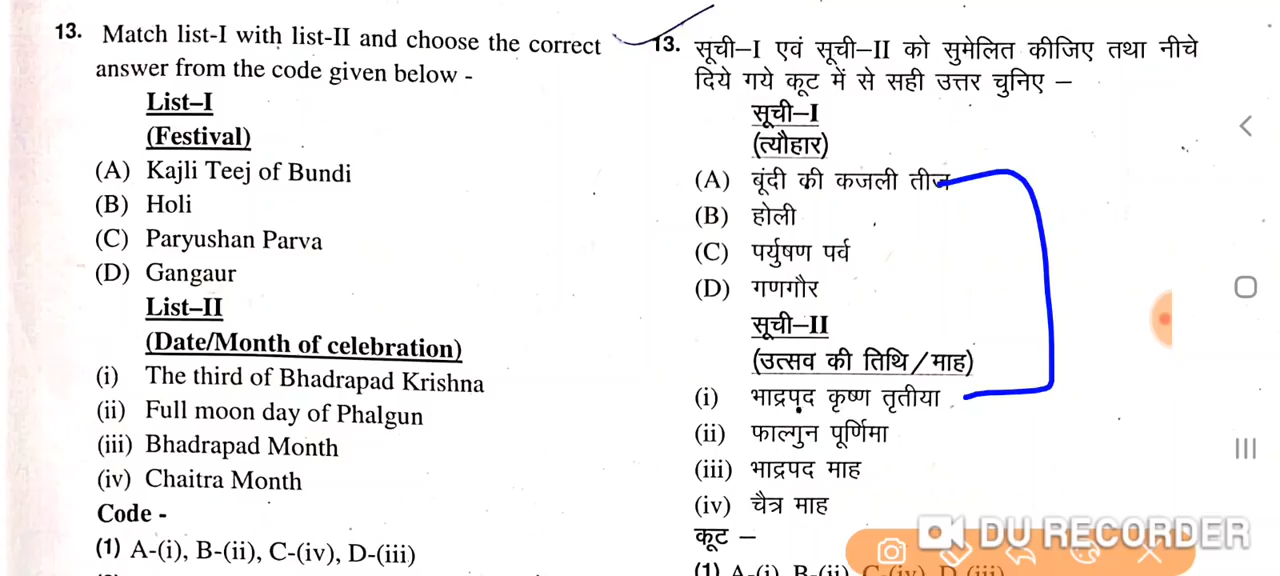 13. Match list-I with list-II and choose the correct
answer from the code given below -
List–I
(Festival)
(A) Kajli Teej of Bundi
(B) Holi
(C) Paryushan Parva
(D) Gangaur
List–II
(Date/Month of celebration)
(i) The third of Bhadrapad Krishna
(ii) Full moon day of Phalgun
(iii) Bhadrapad Month
(iv) Chaitra Month
Code -
(1) A-(i), B-(ii), C-(iv), D-(iii)
13. सूची–I एवं सूची–II को सुमेलित कीजिए तथा नीचे
दिये गये कूट में से सही उत्तर चुनिए –
सूची–I
(त्यौहार)
(A) बूंदी की कजली तीज
(B) होली
(C) पर्युषण पर्व
(D) गणगौर
सूची–II
(उत्सव की तिथि/माह)
(i) भाद्रपद कृष्ण तृतीया
(ii) फाल्गुन पूर्णिमा
(iii) भाद्रपद माह
(iv) चैत्र माह
कूट –
(1) A-(i), B-(ii), C-(iv), D-(iii)
DU RECORDER